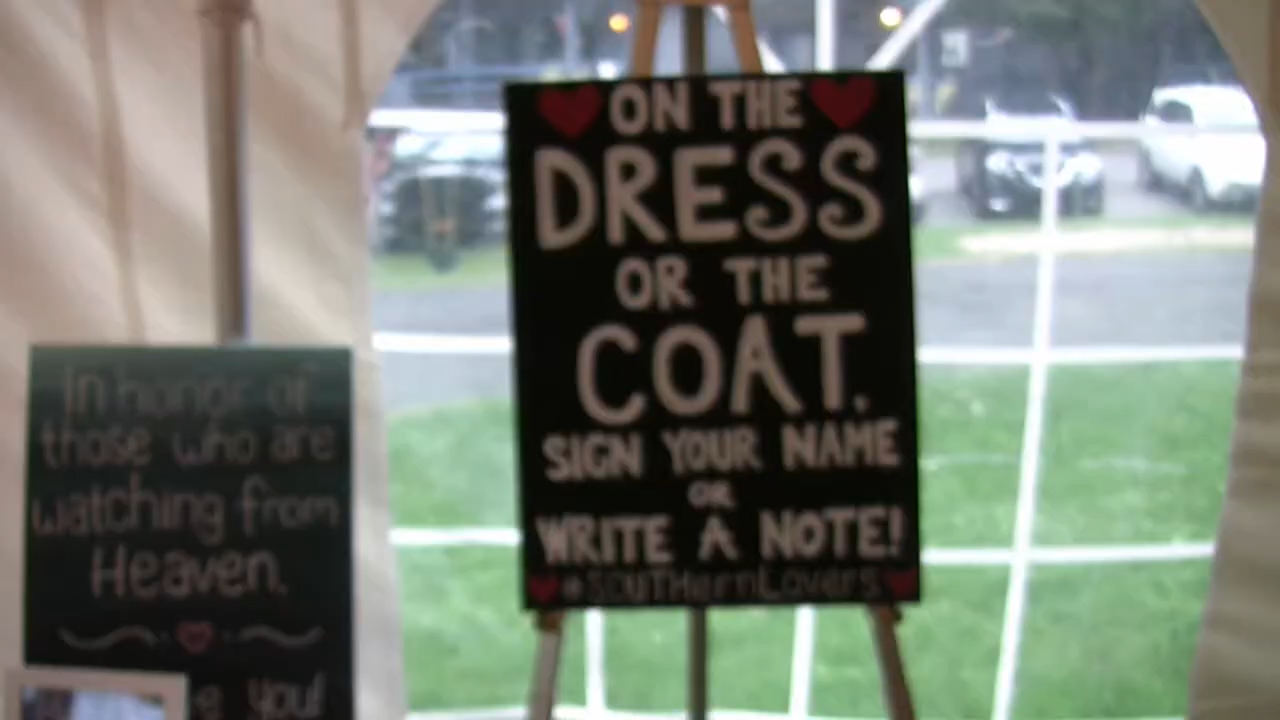 In honor of
those who are
watching from
Heaven.
you!
ON THE
DRESS
OR THE
COAT.
SIGN YOUR NAME
OR
WRITE A NOTE!
#SOUTHernLovers